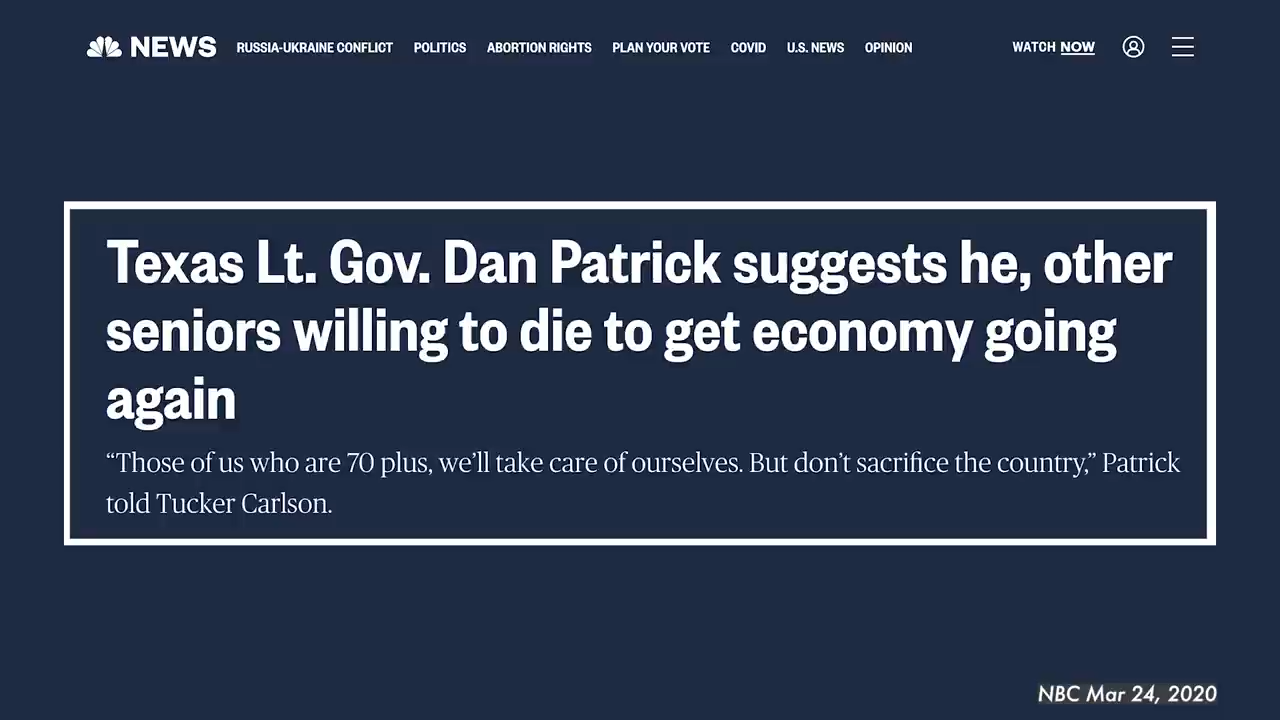 NEWS RUSSIA-UKRAINE CONFLICT POLITICS ABORTION RIGHTS PLAN YOUR VOTE COVID U.S. NEWS OPINION WATCH NOW
Texas Lt. Gov. Dan Patrick suggests he, other
seniors willing to die to get economy going
again
“Those of us who are 70 plus, we’ll take care of ourselves. But don’t sacrifice the country,” Patrick
told Tucker Carlson.
NBC Mar 24, 2020